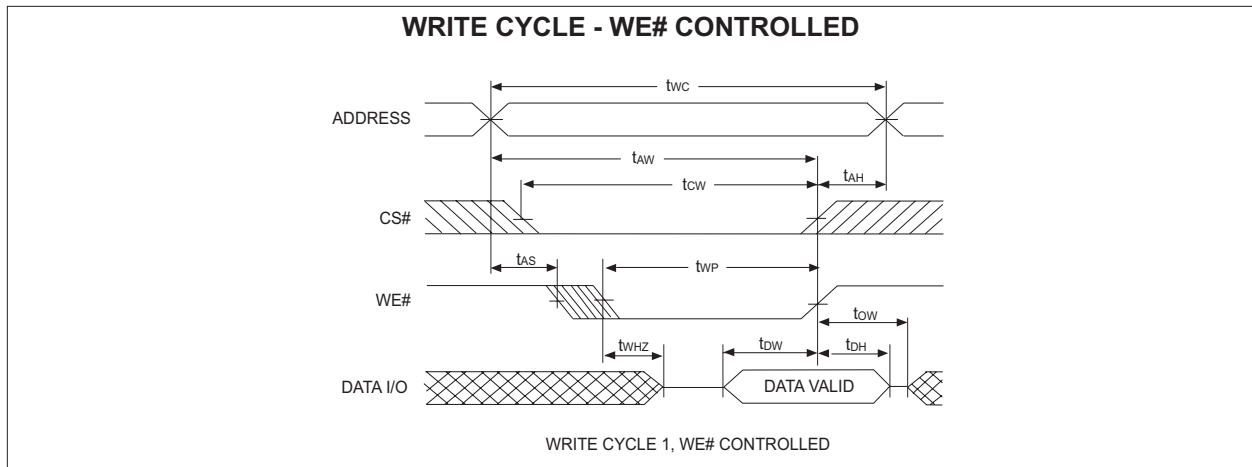 WRITE CYCLE - WE# CONTROLLED
tWC
ADDRESS
tAW
tCW
tAH
CS#
tAS
tWP
WE#
tOW
tWHZ
tDW
tDH
DATA I/O
DATA VALID
WRITE CYCLE 1, WE# CONTROLLED